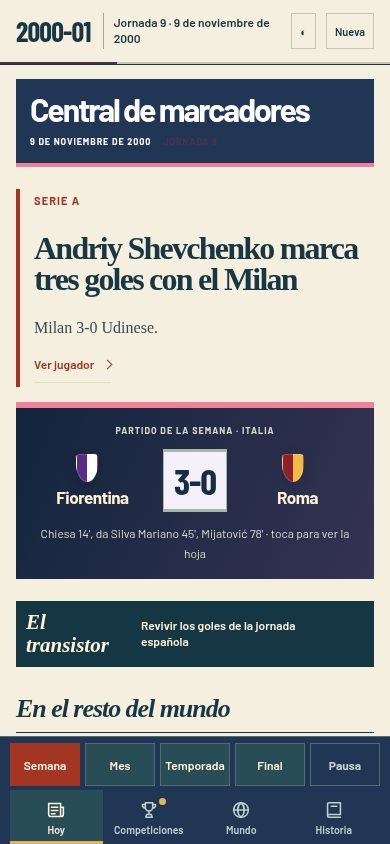 2000-01
Jornada 9 · 9 de noviembre de
2000
Nueva
Central de marcadores
9 DE NOVIEMBRE DE 2000 JORNADA 9
SERIE A
Andriy Shevchenko marca
tres goles con el Milan
Milan 3-0 Udinese.
Ver jugador
PARTIDO DE LA SEMANA · ITALIA
Fiorentina
3-0
Roma
Chiesa 14', da Silva Mariano 45', Mijatović 78' · toca para ver la
hoja
El
transistor
Revivir los goles de la jornada
española
En el resto del mundo
Semana
Mes
Temporada
Final
Pausa
Hoy
Competiciones
Mundo
Historia